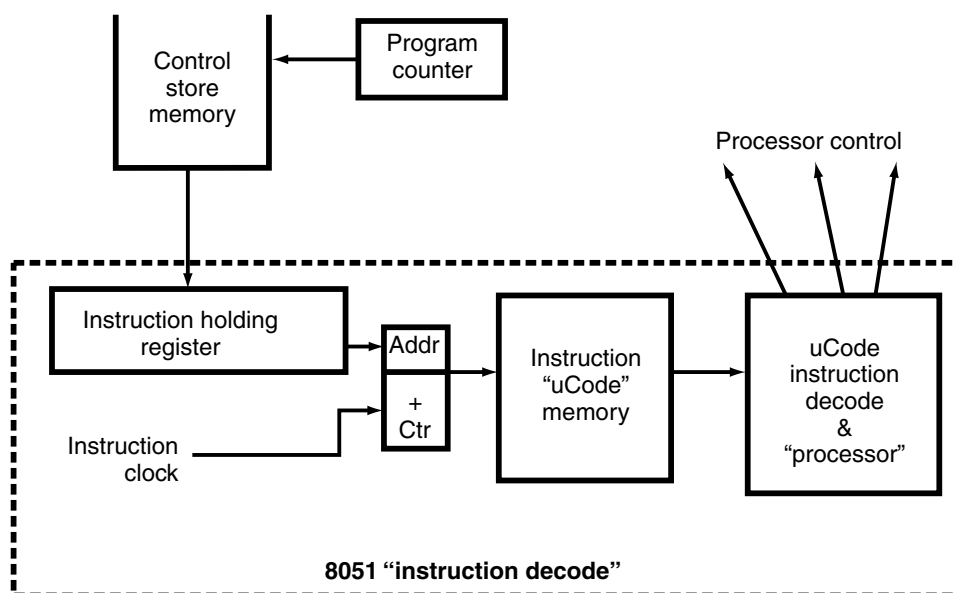 Control
store
memory
Program
counter
Processor control
Instruction holding
register
Addr
+
Ctr
Instruction
clock
Instruction
“uCode”
memory
uCode
instruction
decode
&
“processor”
8051 “instruction decode”